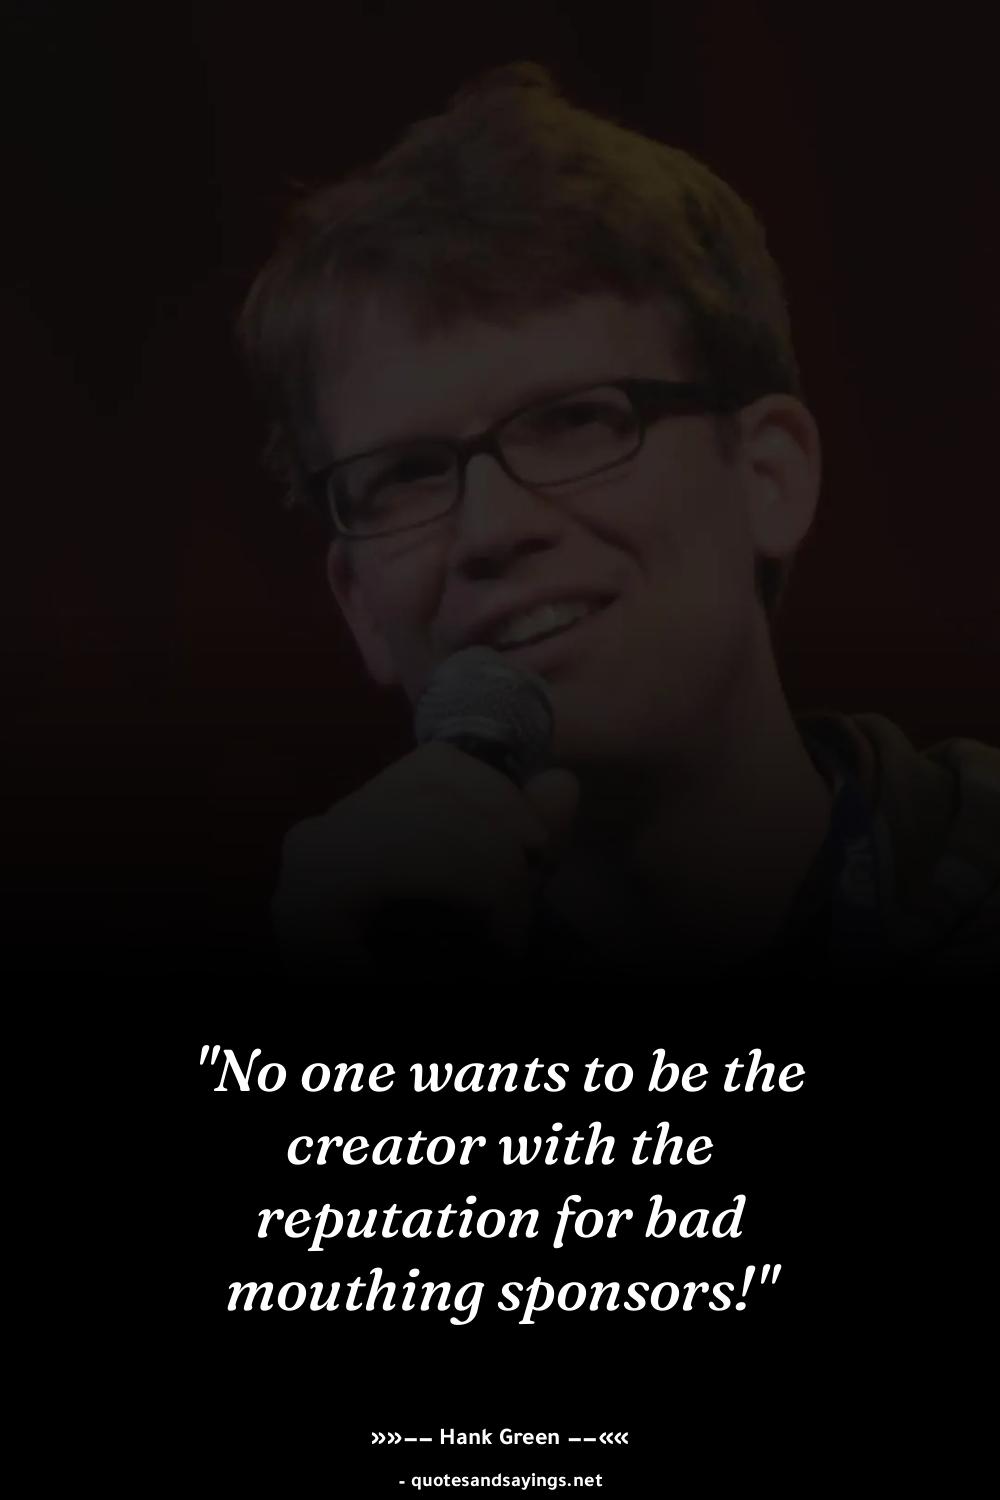 "No one wants to be the
creator with the
reputation for bad
mouthing sponsors!"
»»−− Hank Green −−««
- quotesandsayings.net